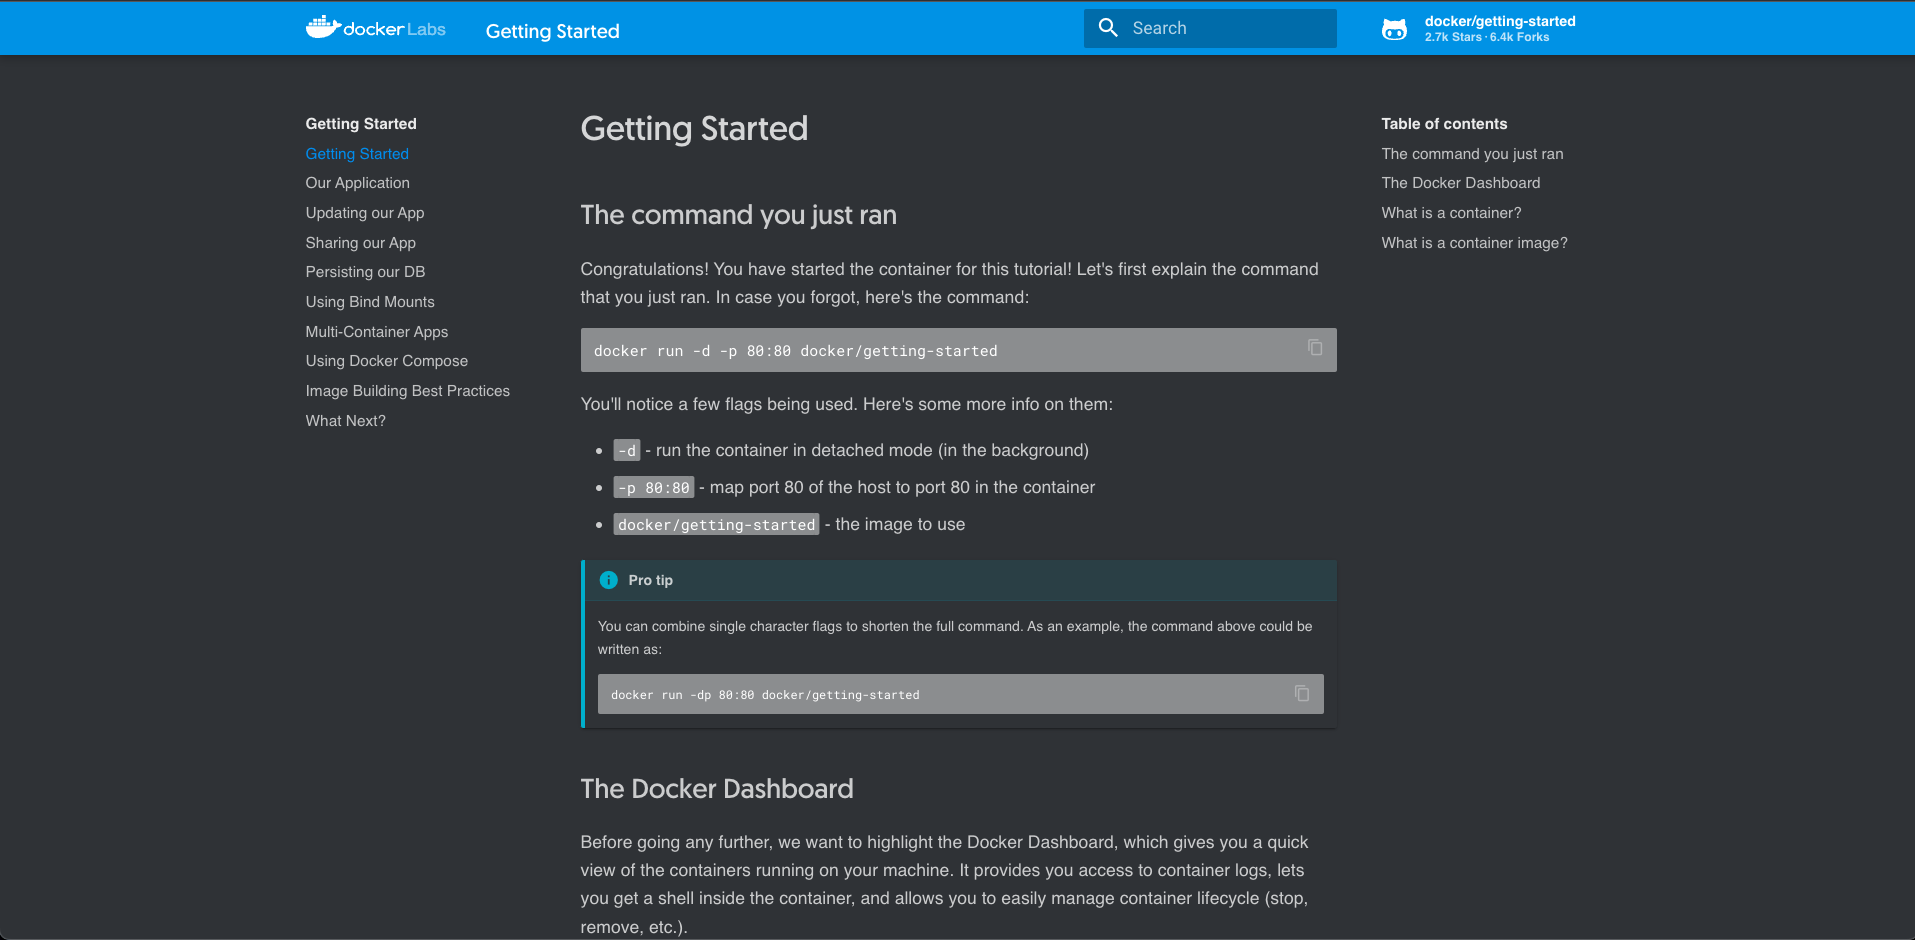 docker Labs
Getting Started
Search
docker/getting-started
2.7k Stars · 6.4k Forks
Getting Started
Getting Started
Our Application
Updating our App
Sharing our App
Persisting our DB
Using Bind Mounts
Multi-Container Apps
Using Docker Compose
Image Building Best Practices
What Next?
Getting Started
The command you just ran
Congratulations! You have started the container for this tutorial! Let's first explain the command
that you just ran. In case you forgot, here's the command:
docker run -d -p 80:80 docker/getting-started
You'll notice a few flags being used. Here's some more info on them:
• -d - run the container in detached mode (in the background)
• -p 80:80 - map port 80 of the host to port 80 in the container
• docker/getting-started - the image to use
Pro tip
You can combine single character flags to shorten the full command. As an example, the command above could be
written as:
docker run -dp 80:80 docker/getting-started
The Docker Dashboard
Before going any further, we want to highlight the Docker Dashboard, which gives you a quick
view of the containers running on your machine. It provides you access to container logs, lets
you get a shell inside the container, and allows you to easily manage container lifecycle (stop,
remove, etc.).
Table of contents
The command you just ran
The Docker Dashboard
What is a container?
What is a container image?